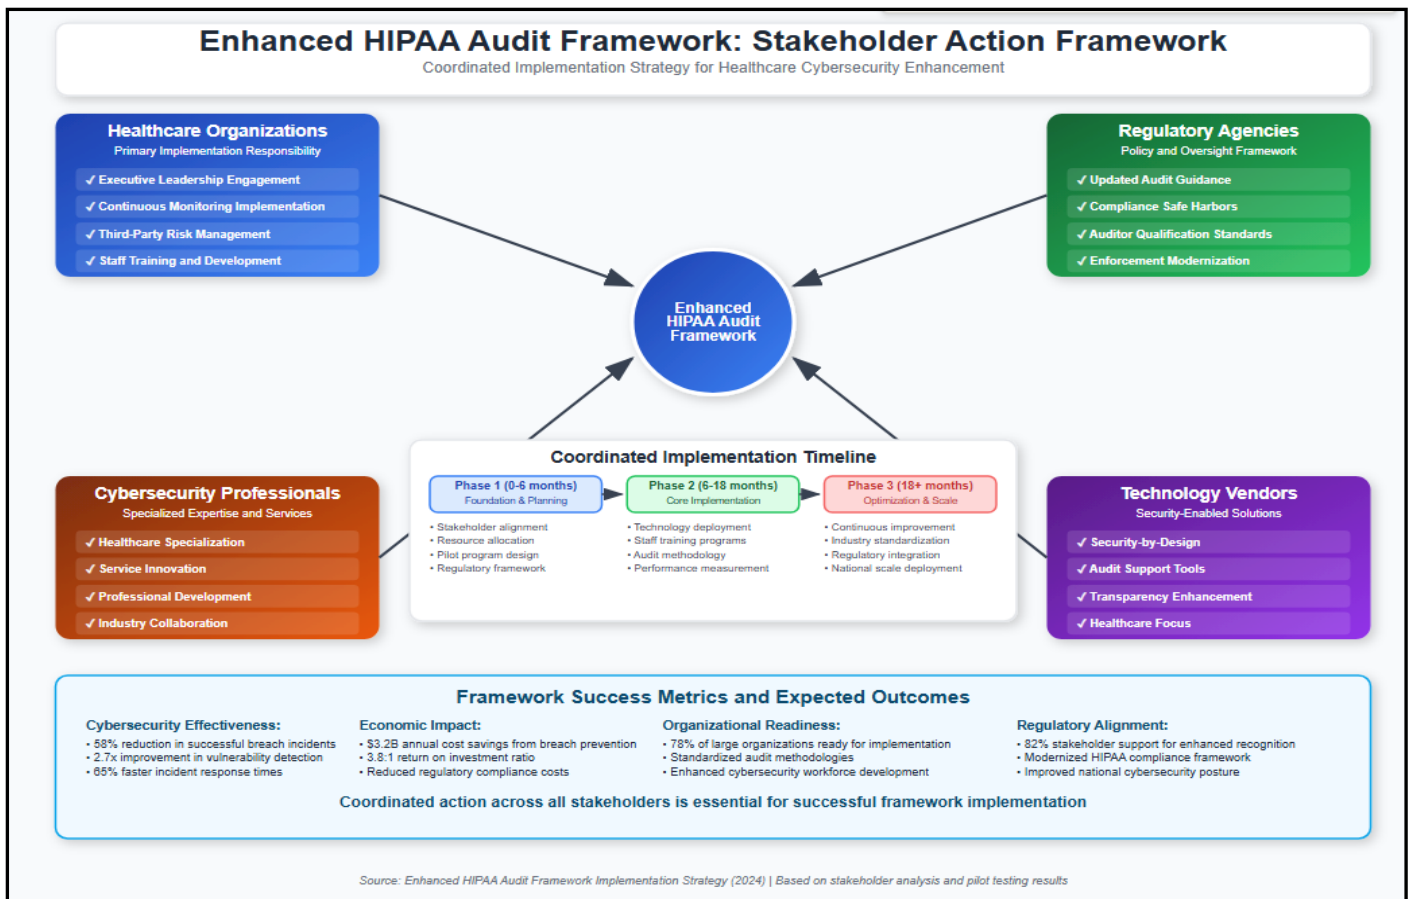 Enhanced HIPAA Audit Framework: Stakeholder Action Framework
Coordinated Implementation Strategy for Healthcare Cybersecurity Enhancement
Healthcare Organizations
Primary Implementation Responsibility
✓ Executive Leadership Engagement
✓ Continuous Monitoring Implementation
✓ Third-Party Risk Management
✓ Staff Training and Development
Regulatory Agencies
Policy and Oversight Framework
✓ Updated Audit Guidance
✓ Compliance Safe Harbors
✓ Auditor Qualification Standards
✓ Enforcement Modernization
Enhanced
HIPAA Audit
Framework
Cybersecurity Professionals
Specialized Expertise and Services
✓ Healthcare Specialization
✓ Service Innovation
✓ Professional Development
✓ Industry Collaboration
Coordinated Implementation Timeline
Phase 1 (0-6 months)
Foundation & Planning
• Stakeholder alignment
• Resource allocation
• Pilot program design
• Regulatory framework
Phase 2 (6-18 months)
Core Implementation
• Technology deployment
• Staff training programs
• Audit methodology
• Performance measurement
Phase 3 (18+ months)
Optimization & Scale
• Continuous improvement
• Industry standardization
• Regulatory integration
• National scale deployment
Technology Vendors
Security-Enabled Solutions
✓ Security-by-Design
✓ Audit Support Tools
✓ Transparency Enhancement
✓ Healthcare Focus
Framework Success Metrics and Expected Outcomes
Cybersecurity Effectiveness:
• 58% reduction in successful breach incidents
• 2.7x improvement in vulnerability detection
• 65% faster incident response times
Economic Impact:
• $3.2B annual cost savings from breach prevention
• 3.8:1 return on investment ratio
• Reduced regulatory compliance costs
Organizational Readiness:
• 78% of large organizations ready for implementation
• Standardized audit methodologies
• Enhanced cybersecurity workforce development
Regulatory Alignment:
• 82% stakeholder support for enhanced recognition
• Modernized HIPAA compliance framework
• Improved national cybersecurity posture
Coordinated action across all stakeholders is essential for successful framework implementation
Source: Enhanced HIPAA Audit Framework Implementation Strategy (2024) | Based on stakeholder analysis and pilot testing results